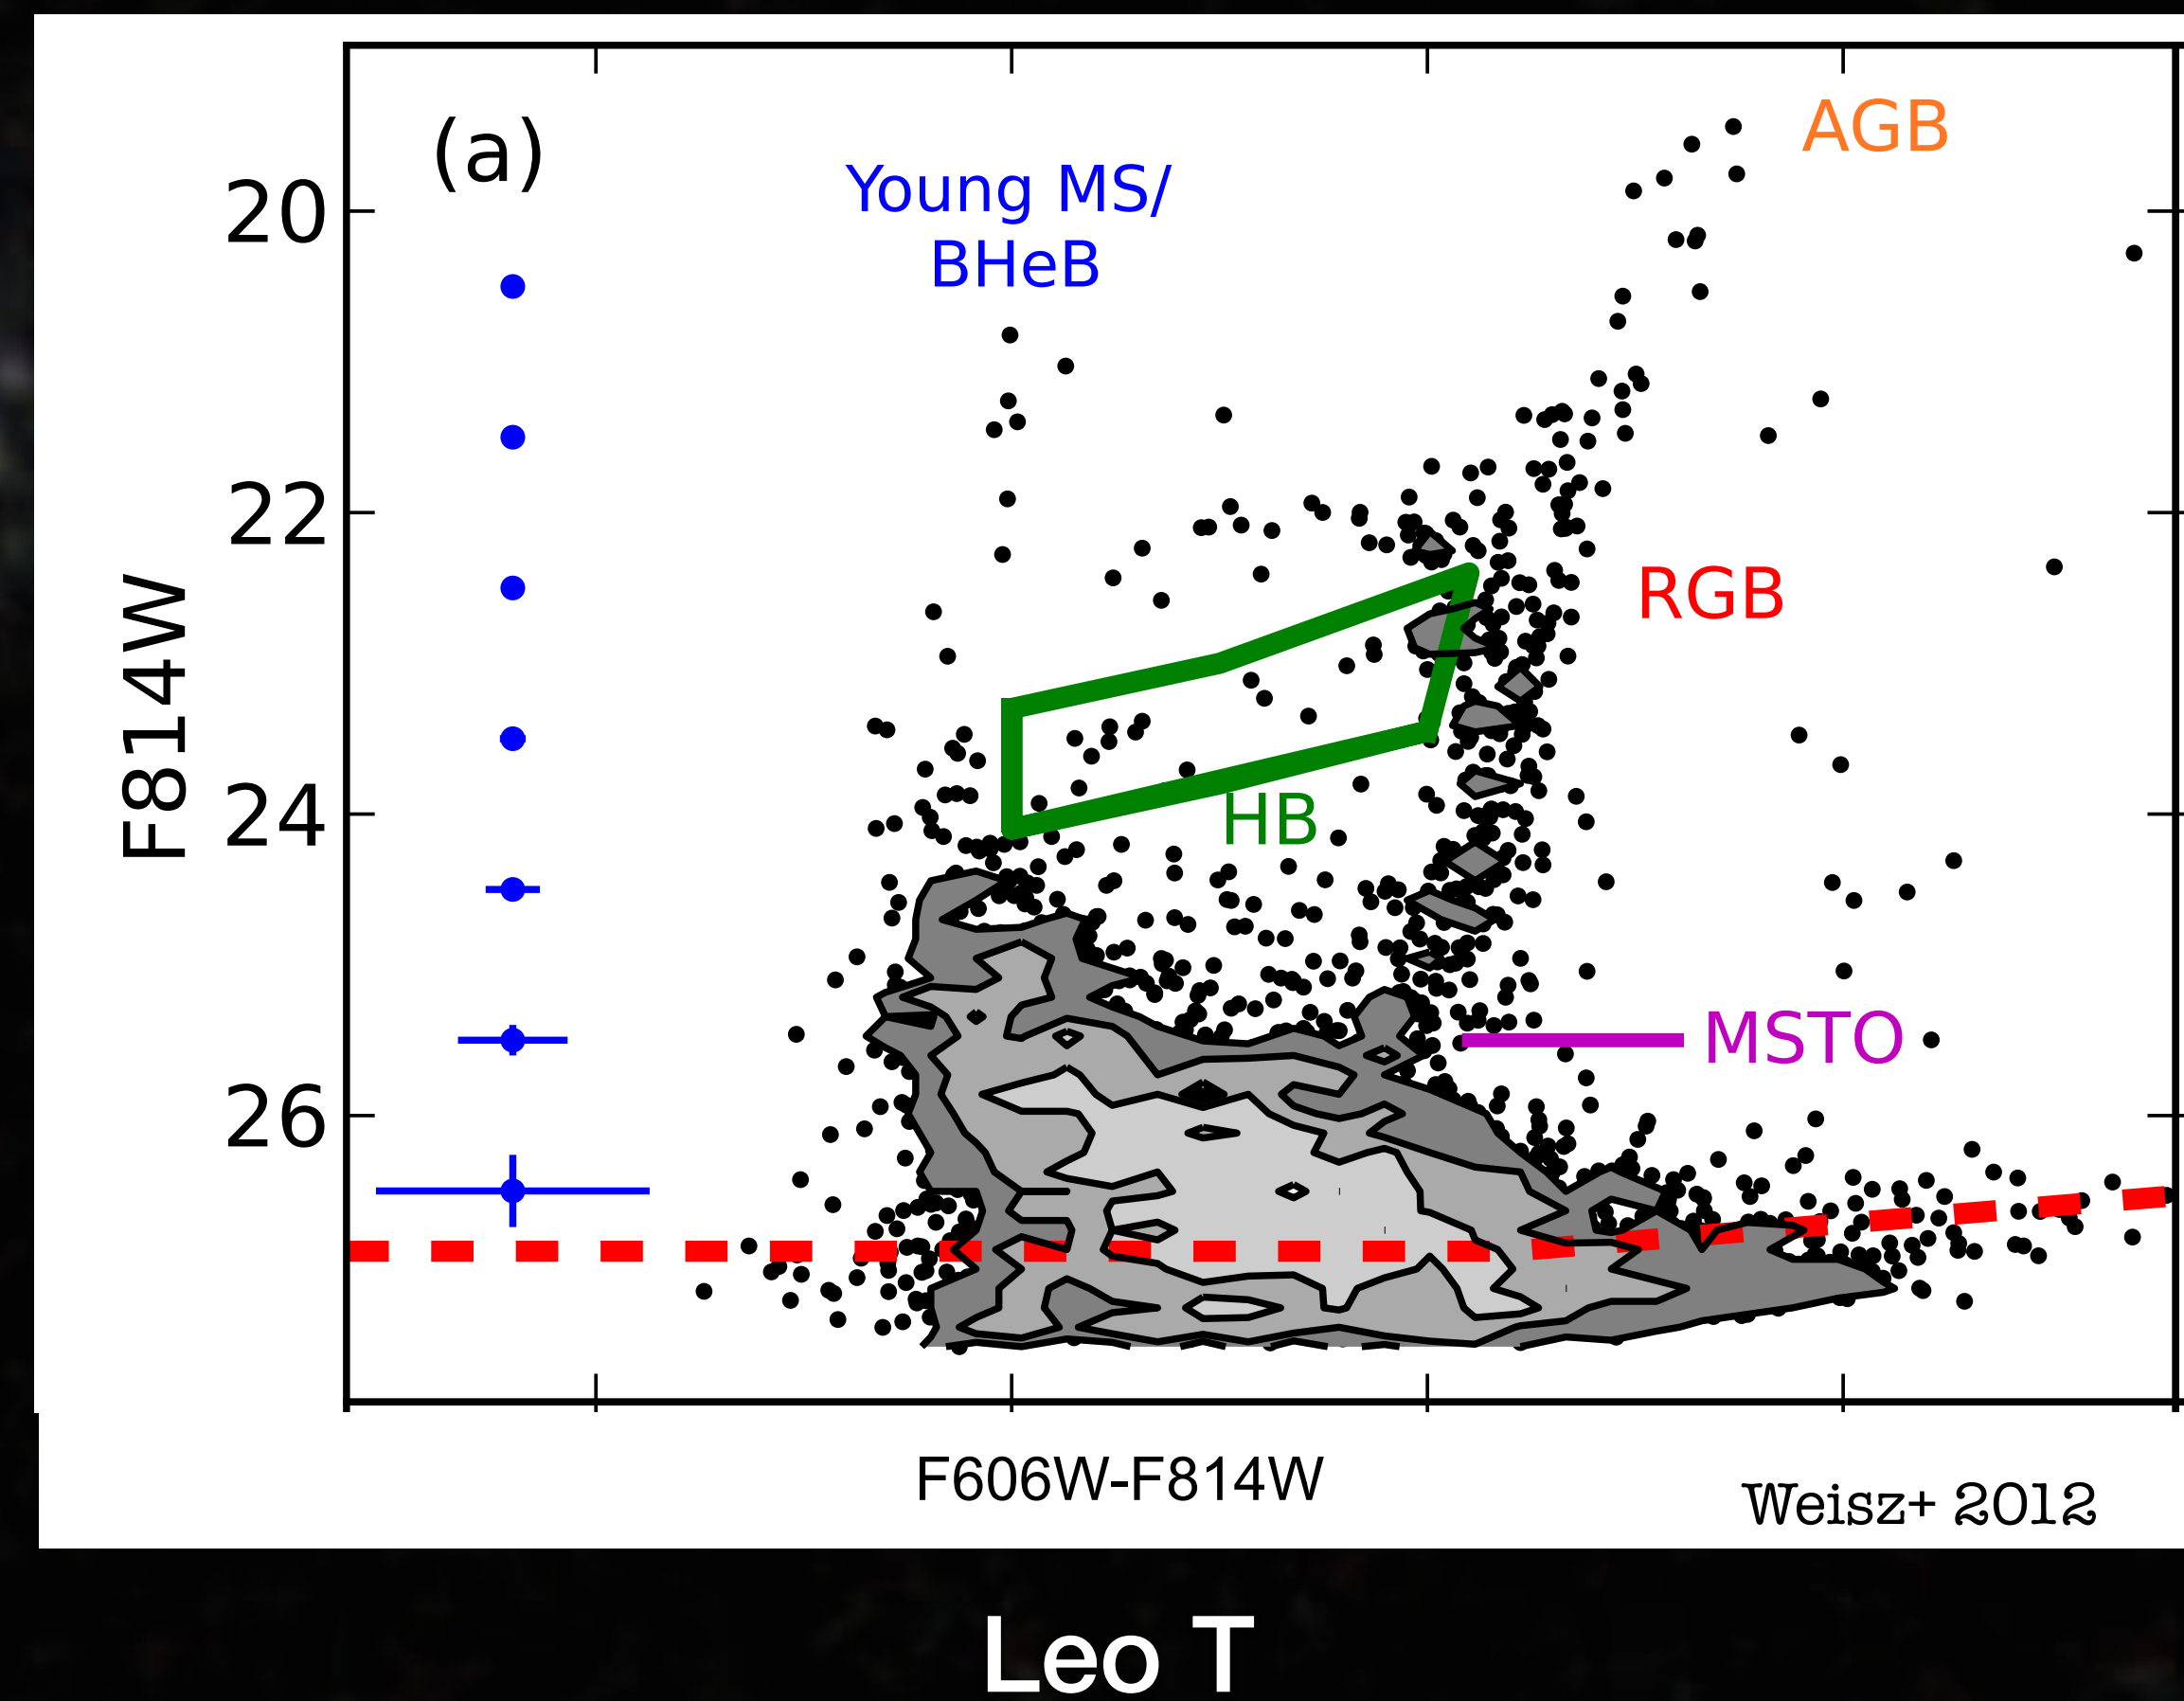 (a)
AGB
Young MS/
BHeB
20
22
RGB
F814W
24
HB
MSTO
26
F606W-F814W
Weisz+ 2012
Leo T